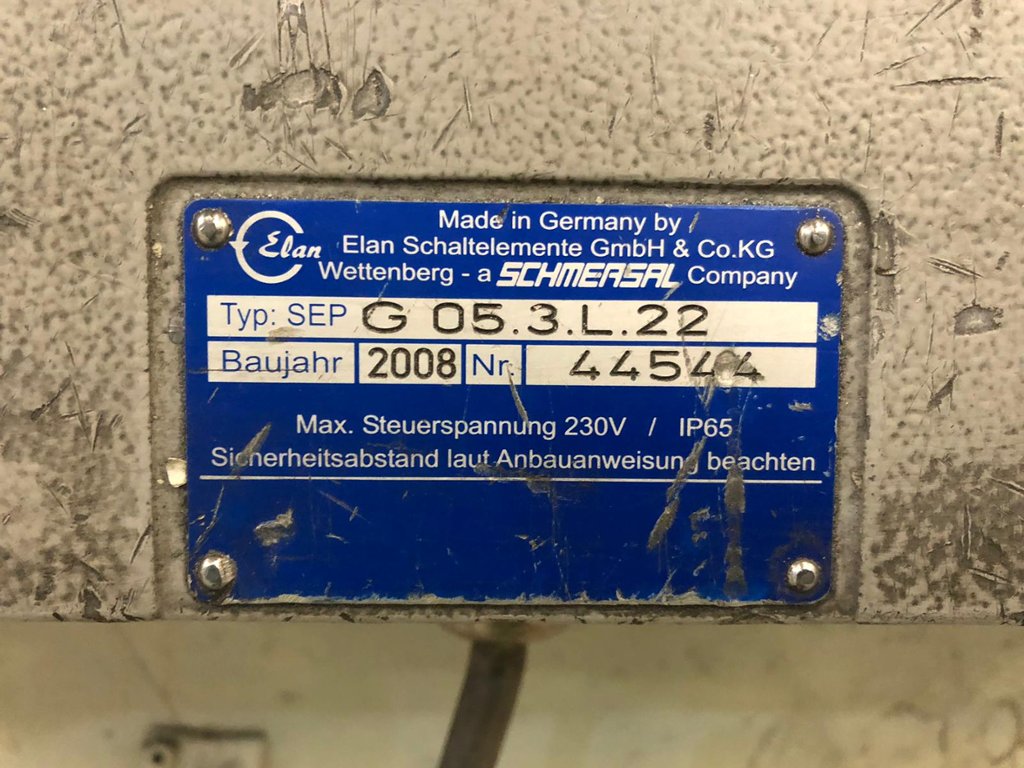 Elan
Made in Germany by
Elan Schaltelemente GmbH & Co.KG
Wettenberg - a SCHMERSAL Company
Typ: SEP G 05.3.L.22
Baujahr 2008 Nr. 44544
Max. Steuerspannung 230V / IP65
Sicherheitsabstand laut Anbauanweisung beachten